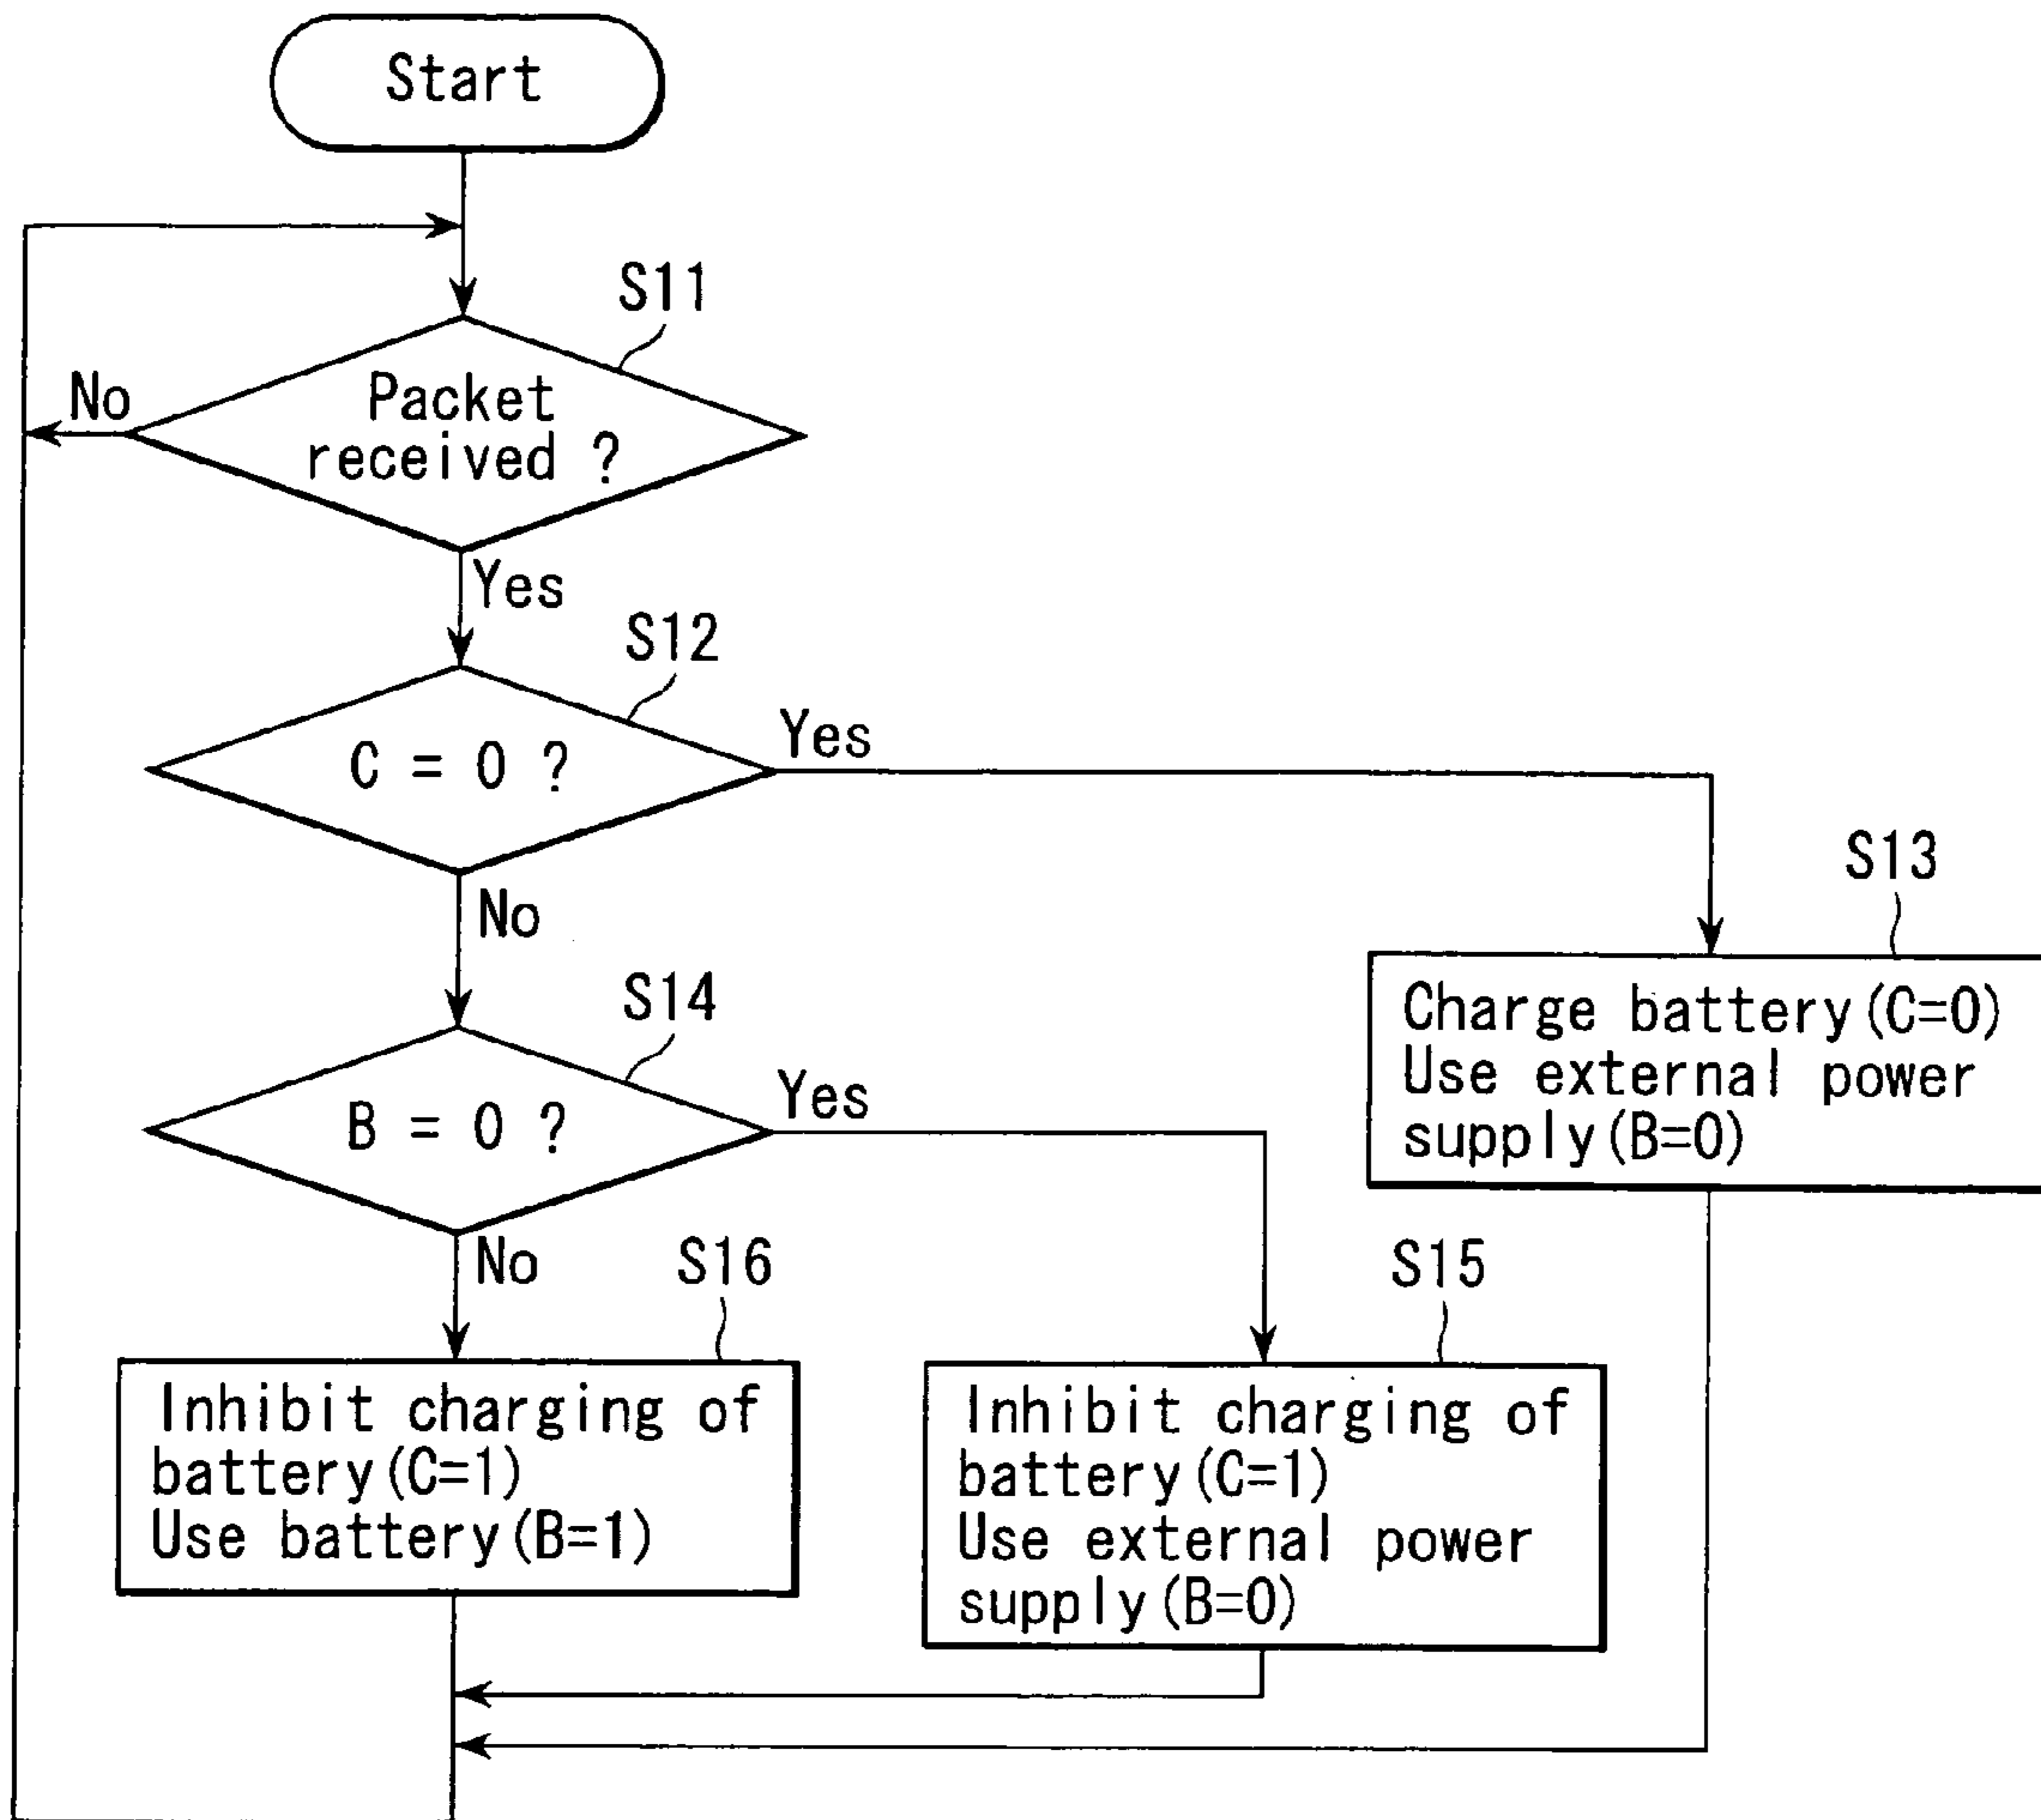 Start
S11
No
Packet
received ?
Yes
S12
C = 0 ?
Yes
No
S13
Charge battery(C=0)
Use external power
supply(B=0)
S14
B = 0 ?
Yes
No
S16
Inhibit charging of
battery(C=1)
Use battery(B=1)
S15
Inhibit charging of
battery(C=1)
Use external power
supply(B=0)